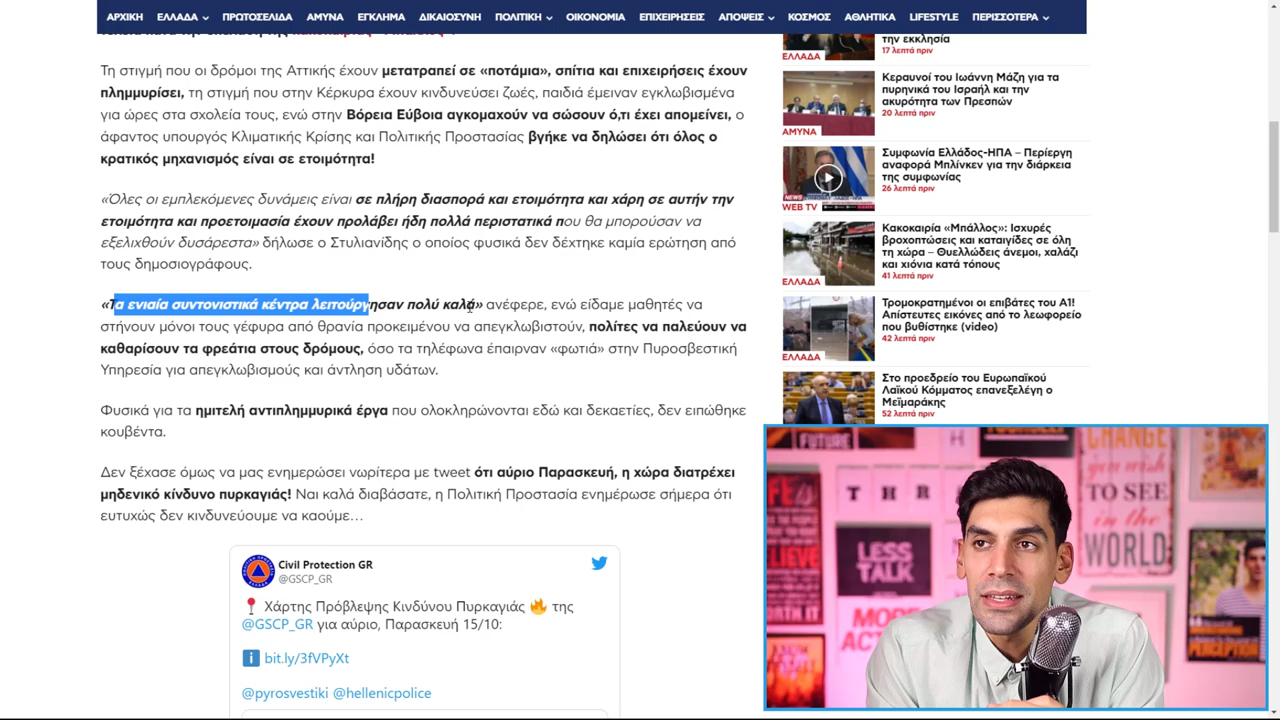 ΑΡΧΙΚΗ ΕΛΛΑΔΑ ΠΡΩΤΟΣΕΛΙΔΑ ΑΜΥΝΑ ΕΓΚΛΗΜΑ ΔΙΚΑΙΟΣΥΝΗ ΠΟΛΙΤΙΚΗ ΟΙΚΟΝΟΜΙΑ ΕΠΙΧΕΙΡΗΣΕΙΣ ΑΠΟΨΕΙΣ ΚΟΣΜΟΣ ΑΘΛΗΤΙΚΑ LIFESTYLE ΠΕΡΙΣΣΟΤΕΡΑ
Τη στιγμή που οι δρόμοι της Αττικής έχουν μετατραπεί σε «ποτάμια», σπίτια και επιχειρήσεις έχουν
πλημμυρίσει, τη στιγμή που στην Κέρκυρα έχουν κινδυνεύσει ζωές, παιδιά έμειναν εγκλωβισμένα
για ώρες στα σχολεία τους, ενώ στην Βόρεια Εύβοια αγκομαχούν να σώσουν ό,τι έχει απομείνει, ο
άφαντος υπουργός Κλιματικής Κρίσης και Πολιτικής Προστασίας βγήκε να δηλώσει ότι όλος ο
κρατικός μηχανισμός είναι σε ετοιμότητα!
«Όλες οι εμπλεκόμενες δυνάμεις είναι σε πλήρη διασπορά και επιφυλακή και χάρη σε αυτήν την
ετοιμότητα και προεργασία έχουν προλάβει πάρα πολλά περιστατικά που θα μπορούσαν να
εξελιχθούν δυσάρεστα» δήλωσε ο Στυλιανίδης ο οποίος φυσικά δεν δέχτηκε καμία ερώτηση από
τους δημοσιογράφους.
«Τα ενιαία συντονιστικά κέντρα λειτούργησαν πολύ καλά» ανέφερε, ενώ είδαμε μαθητές να
στήνουν μόνοι τους γέφυρα από θρανία προκειμένου να απεγκλωβιστούν, πολίτες να παλεύουν να
καθαρίσουν τα φρεάτια στους δρόμους, όσο τα τηλέφωνα έπαιρναν «φωτιά» στην Πυροσβεστική
Υπηρεσία για απεγκλωβισμούς και άντληση υδάτων.
Φυσικά για τα ημιτελή αντιπλημμυρικά έργα που ολοκληρώνονται εδώ και δεκαετίες, δεν ειπώθηκε
κουβέντα.
Δεν ξέχασε όμως να μας ενημερώσει νωρίτερα με tweet ότι αύριο Παρασκευή, η χώρα διατρέχει
μηδενικό κίνδυνο πυρκαγιάς! Ναι καλά διαβάσατε, η Πολιτική Προστασία ενημέρωσε σήμερα ότι
ευτυχώς δεν κινδυνεύουμε να καούμε…
Civil Protection GR
@GSCP_GR
Χάρτης Πρόβλεψης Κινδύνου Πυρκαγιάς της
@GSCP_GR για αύριο, Παρασκευή 15/10:
bit.ly/3fVPyXt
@pyrosvestiki @hellenicpolice
την εκκλησία
17 λεπτά πριν
ΕΛΛΑΔΑ
Κεραυνοί του Ιωάννη Μάζη για τα
πυρηνικά του Ισραήλ και την
ακυρότητα των Πρεσπών
20 λεπτά πριν
ΑΜΥΝΑ
Συμφωνία Ελλάδος-ΗΠΑ – Περίεργη
αναφορά Μπλίνκεν για την διάρκεια
της συμφωνίας
26 λεπτά πριν
NEWS
WEB TV
Κακοκαιρία «Μπάλλος»: Ισχυρές
βροχοπτώσεις και καταιγίδες σε όλη
τη χώρα – Θυελλώδεις άνεμοι, χαλάζι
και χιόνια κατά τόπους
41 λεπτά πριν
ΕΛΛΑΔΑ
Τρομοκρατημένοι οι επιβάτες του Α1!
Απίστευτες εικόνες από το λεωφορείο
που βυθίστηκε (video)
42 λεπτά πριν
ΕΛΛΑΔΑ
Στο προεδρείο του Ευρωπαϊκού
Λαϊκού Κόμματος επανεξελέγη ο
Μεϊμαράκης
52 λεπτά πριν
FUTURE
CHANGE
TO SEE
in the
WORLD
T H R
LESS
TALK
MORE